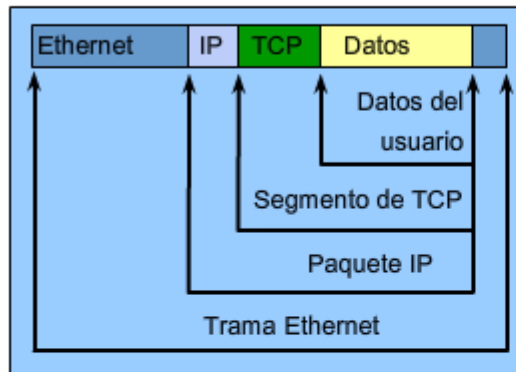 Ethernet IP TCP Datos
Datos del
usuario
Segmento de TCP
Paquete IP
Trama Ethernet